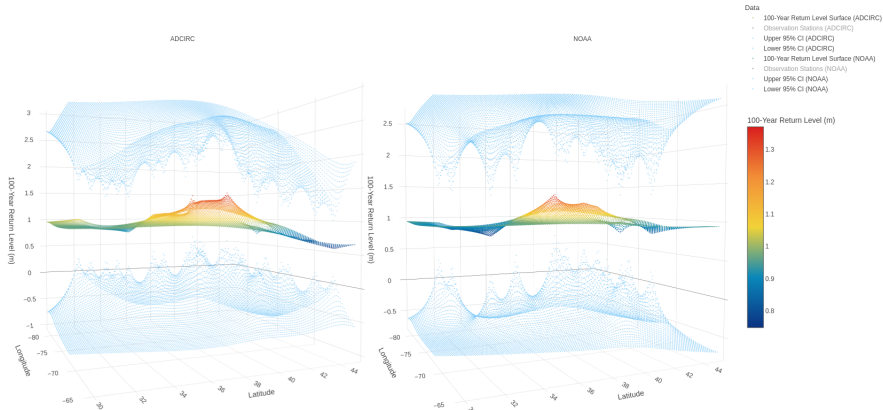 Data
100-Year Return Level Surface (ADCIRC)
Observation Stations (ADCIRC)
Upper 95% CI (ADCIRC)
Lower 95% CI (ADCIRC)
100-Year Return Level Surface (NOAA)
Observation Stations (NOAA)
Upper 95% CI (NOAA)
Lower 95% CI (NOAA)
ADCIRC
NOAA
100-Year Return Level (m)
3
2.5
2
1.5
1
0.5
0
−0.5
−1
−80
−75
−70
−65
Longitude
30
32
34
36
38
40
42
44
Latitude
100-Year Return Level (m)
2.5
2
1.5
1
0.5
0
−0.5
−80
−75
−70
−65
Longitude
32
34
36
38
40
42
44
Latitude
100-Year Return Level (m)
1.3
1.2
1.1
1
0.9
0.8